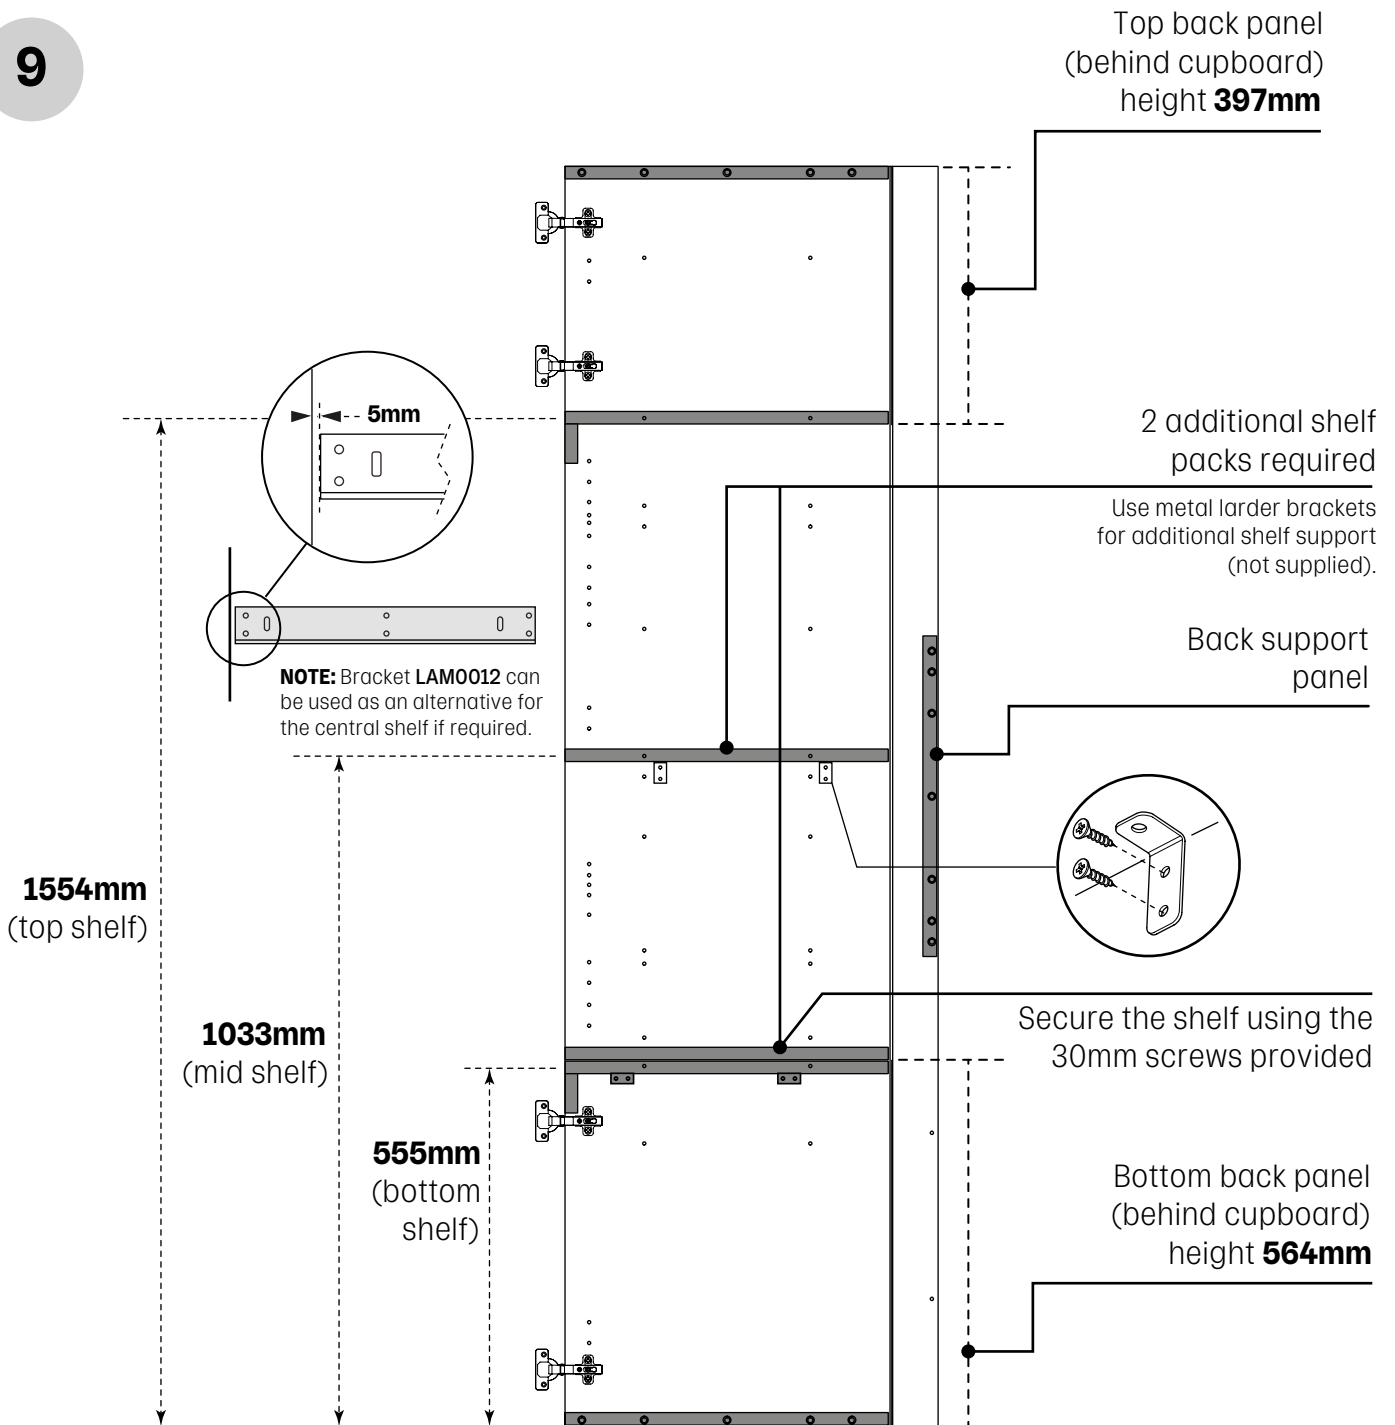 9
Top back panel
(behind cupboard)
height 397mm
5mm
2 additional shelf
packs required
Use metal larder brackets
for additional shelf support
(not supplied).
Back support
panel
NOTE: Bracket LAM0012 can
be used as an alternative for
the central shelf if required.
1554mm
(top shelf)
1033mm
(mid shelf)
Secure the shelf using the
30mm screws provided
555mm
(bottom
shelf)
Bottom back panel
(behind cupboard)
height 564mm